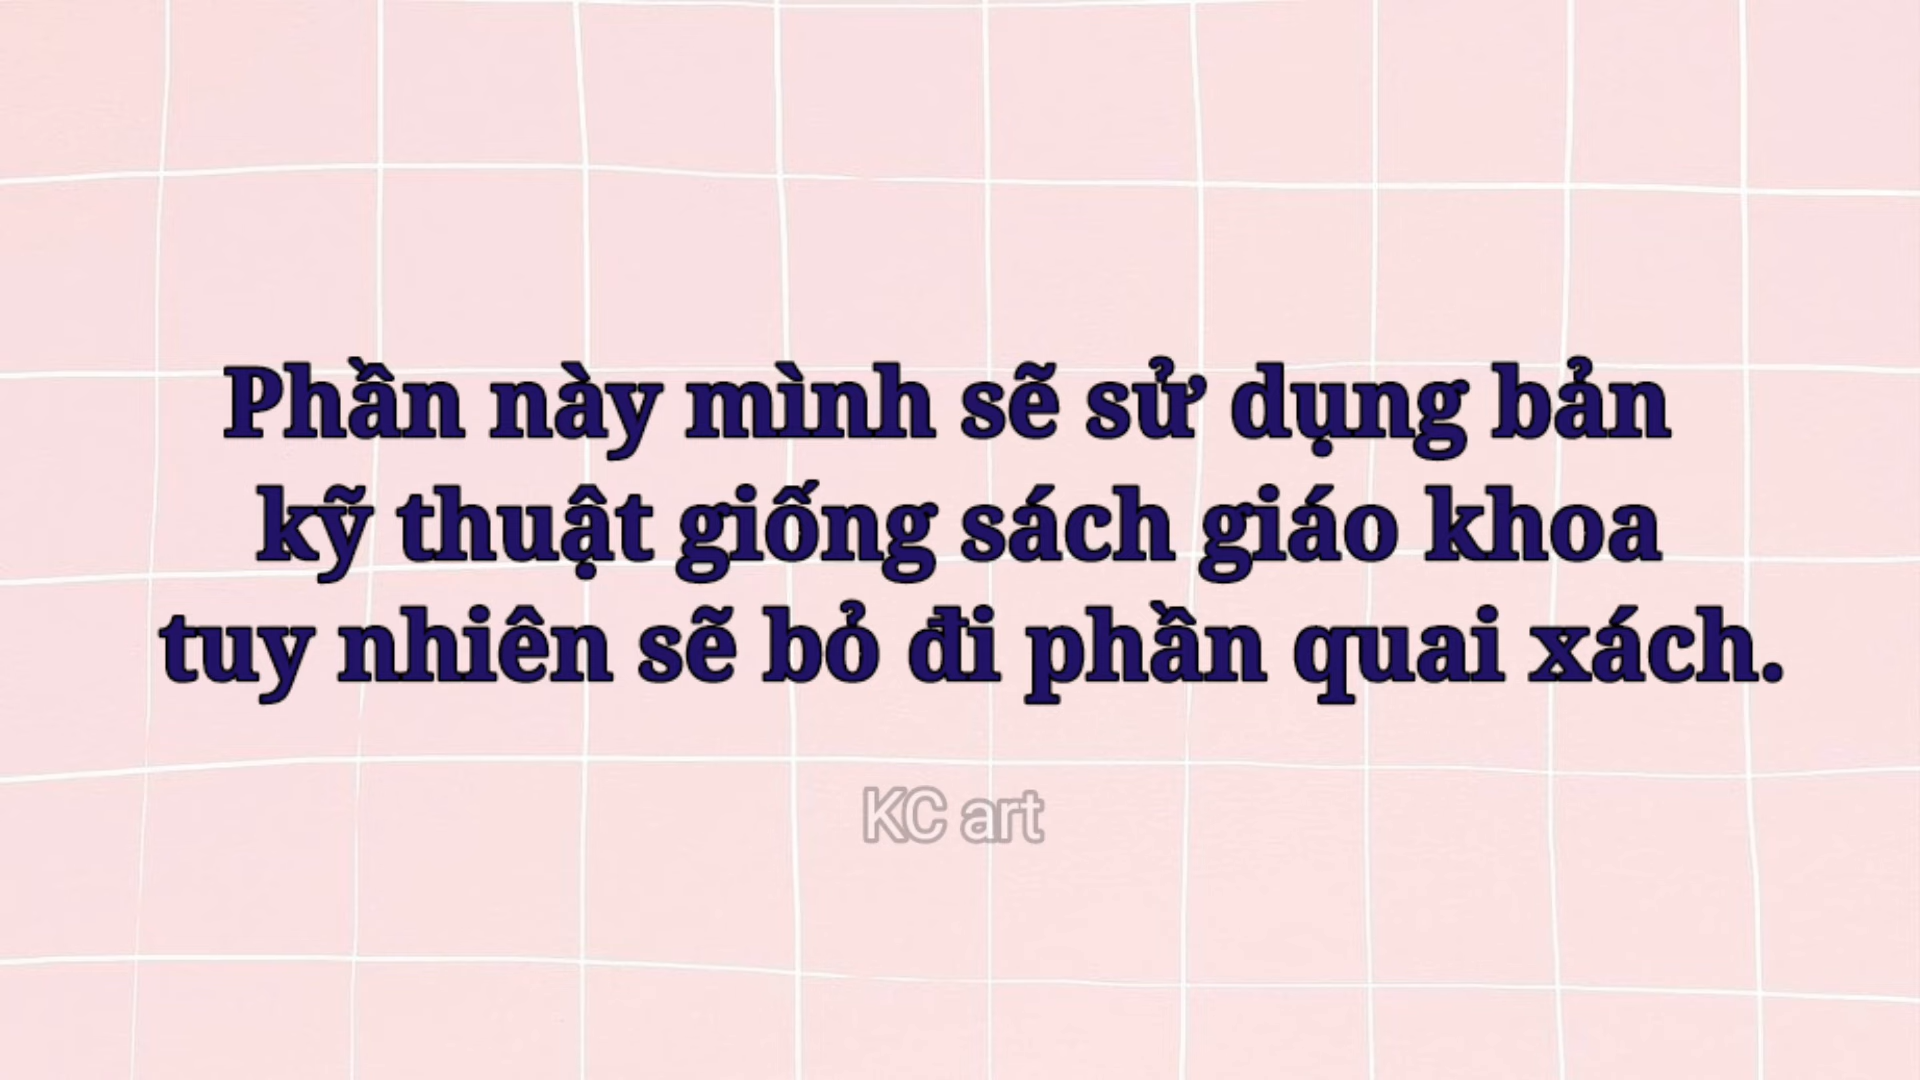 Phần này mình sẽ sử dụng bản
kỹ thuật giống sách giáo khoa
tuy nhiên sẽ bỏ đi phần quai xách.
KC art